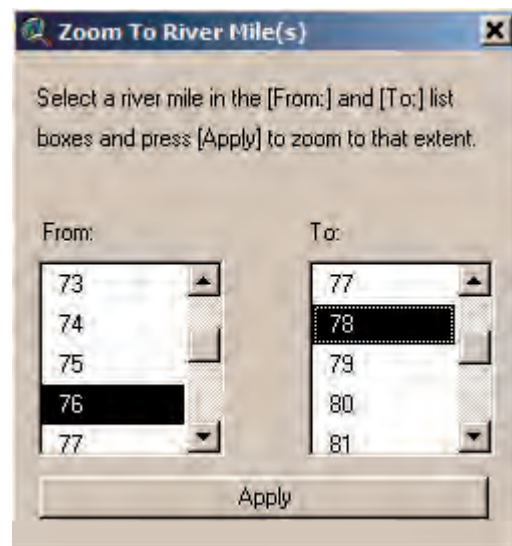 Zoom To River Mile(s)
Select a river mile in the [From:] and [To:] list
boxes and press [Apply] to zoom to that extent.
From:
73
74
75
76
77
To:
77
78
79
80
81
Apply